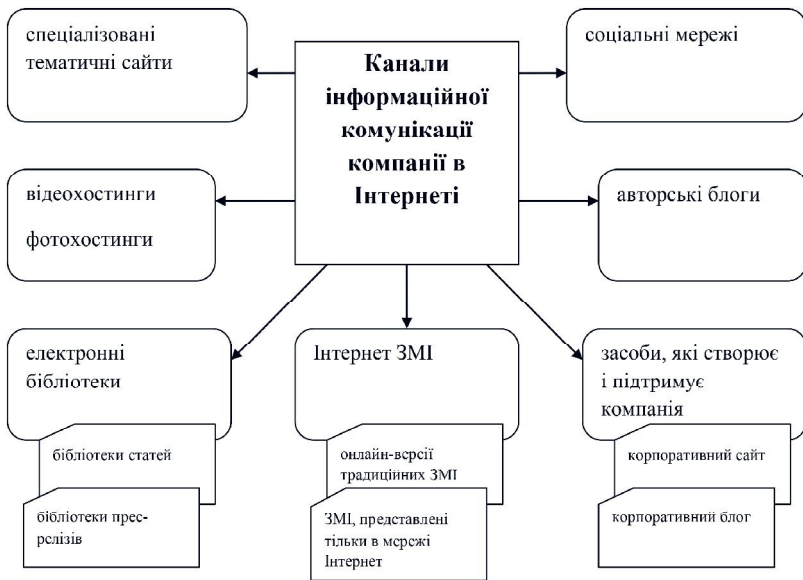 спеціалізовані
тематичні сайти
Канали
інформаційної
комунікації
компанії в
Інтернеті
соціальні мережі
відеохостинги
фотохостинги
авторські блоги
електронні
бібліотеки
бібліотеки статей
бібліотеки прес-
релізів
Інтернет ЗМІ
онлайн-версії
традиційних ЗМІ
ЗМІ, представлені
тільки в мережі
Інтернет
засоби, які створює
і підтримує
компанія
корпоративний сайт
корпоративний блог